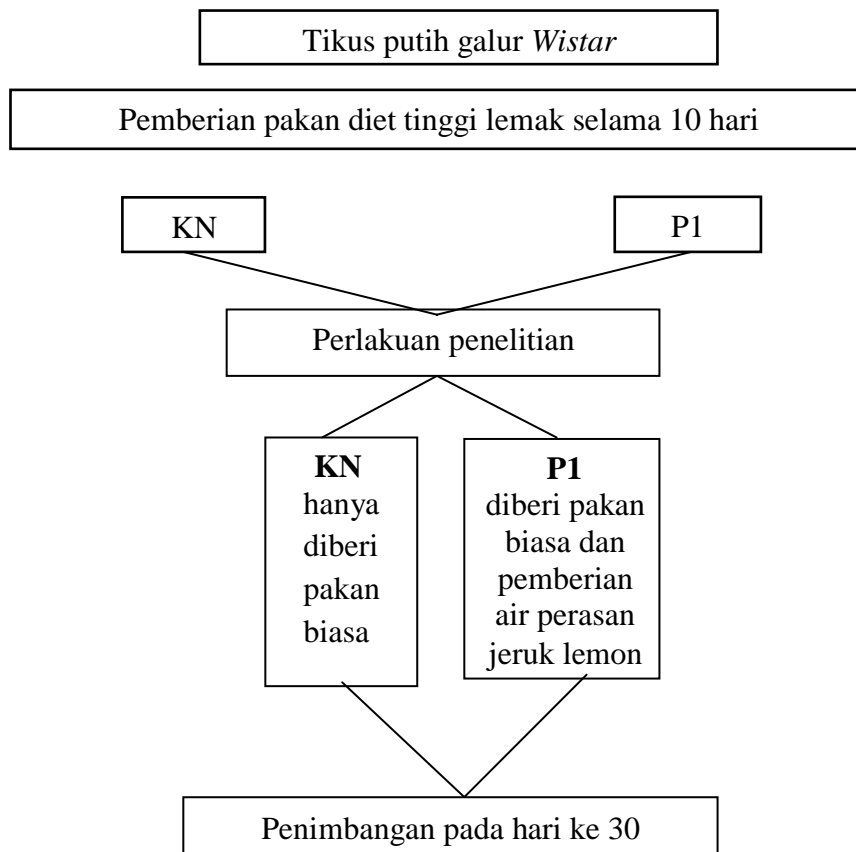 Tikus putih galur Wistar
Pemberian pakan diet tinggi lemak selama 10 hari
KN
P1
Perlakuan penelitian
KN
hanya
diberi
pakan
biasa
P1
diberi pakan
biasa dan
pemberian
air perasan
jeruk lemon
Penimbangan pada hari ke 30